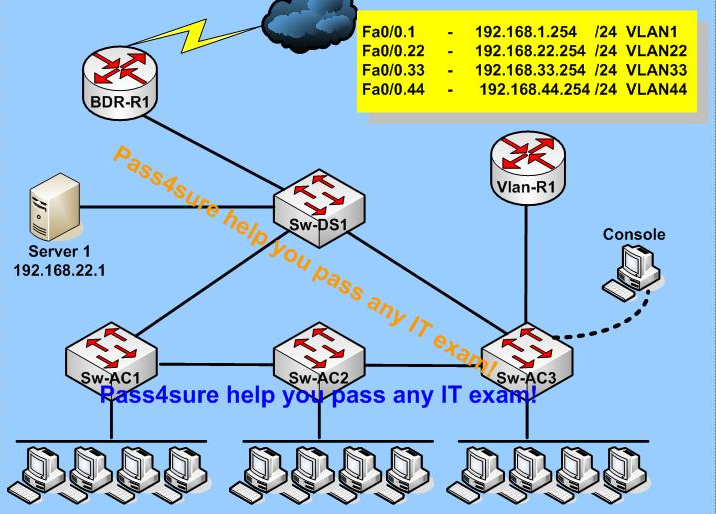 Fa0/0.1 - 192.168.1.254 /24 VLAN1
Fa0/0.22 - 192.168.22.254 /24 VLAN22
Fa0/0.33 - 192.168.33.254 /24 VLAN33
Fa0/0.44 - 192.168.44.254 /24 VLAN44
BDR-R1
Vlan-R1
Pass4sure help you pass any IT exam!
Sw-DS1
Console
Server 1
192.168.22.1
Sw-AC1
Sw-AC2
Sw-AC3
Pass4sure help you pass any IT exam!